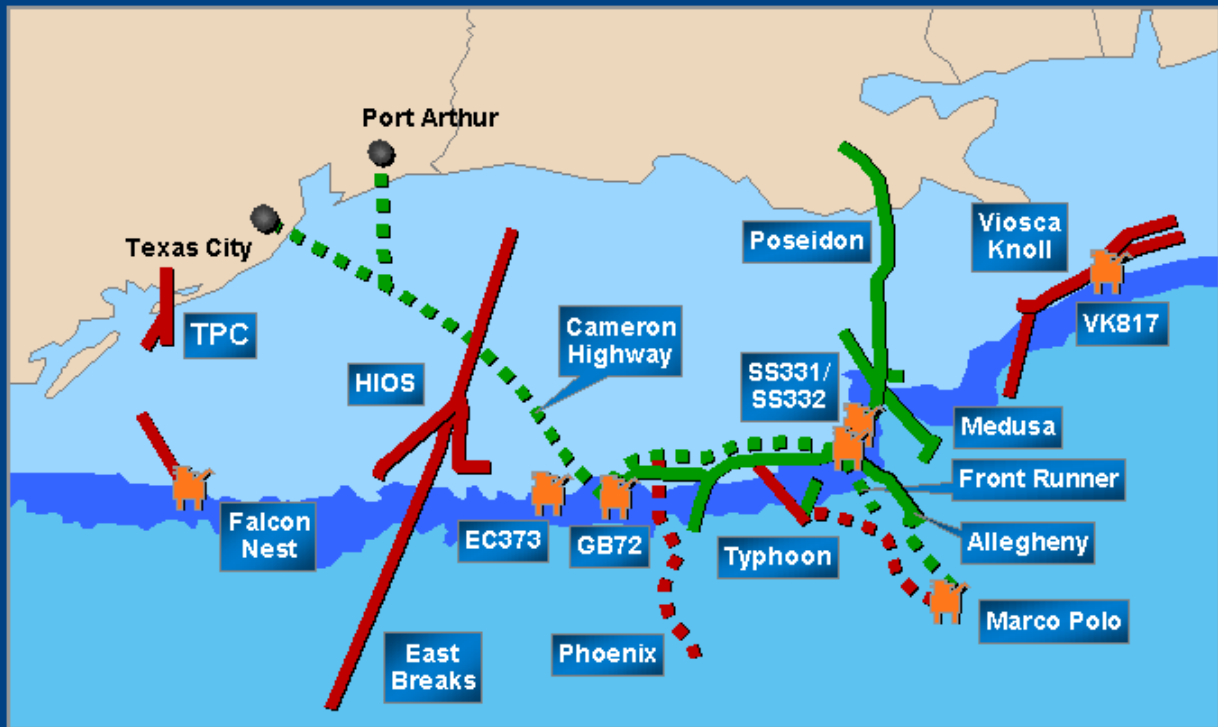 Port Arthur
Texas City
TPC
HIOS
Cameron
Highway
Poseidon
Viosca
Knoll
VK817
SS331/
SS332
Medusa
Front Runner
Allegheny
Marco Polo
Falcon
Nest
EC373
GB72
Typhoon
Phoenix
East
Breaks